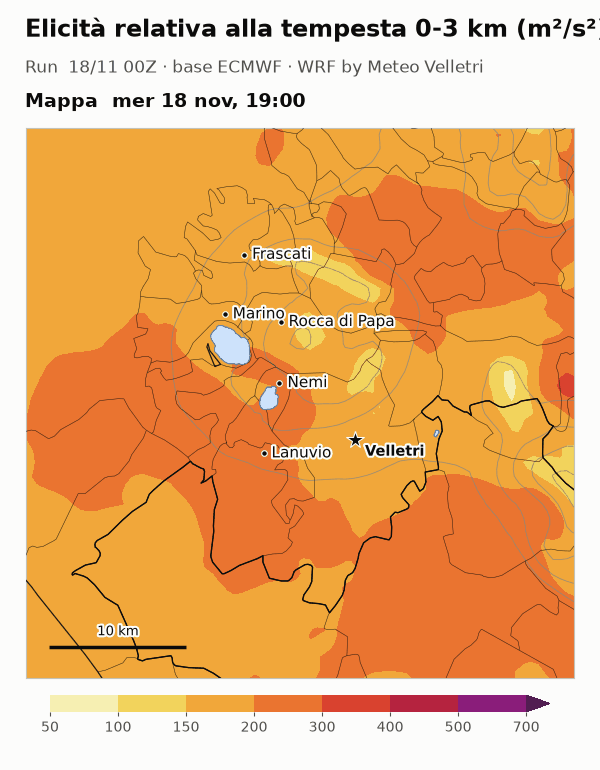 Elicità relativa alla tempesta 0-3 km (m²/s²)
Run  18/11 00Z · base ECMWF · WRF by Meteo Velletri
Mappa  mer 18 nov, 19:00
Frascati
Marino
Rocca di Papa
Nemi
Velletri
Lanuvio
10 km
50 100 150 200 300 400 500 700